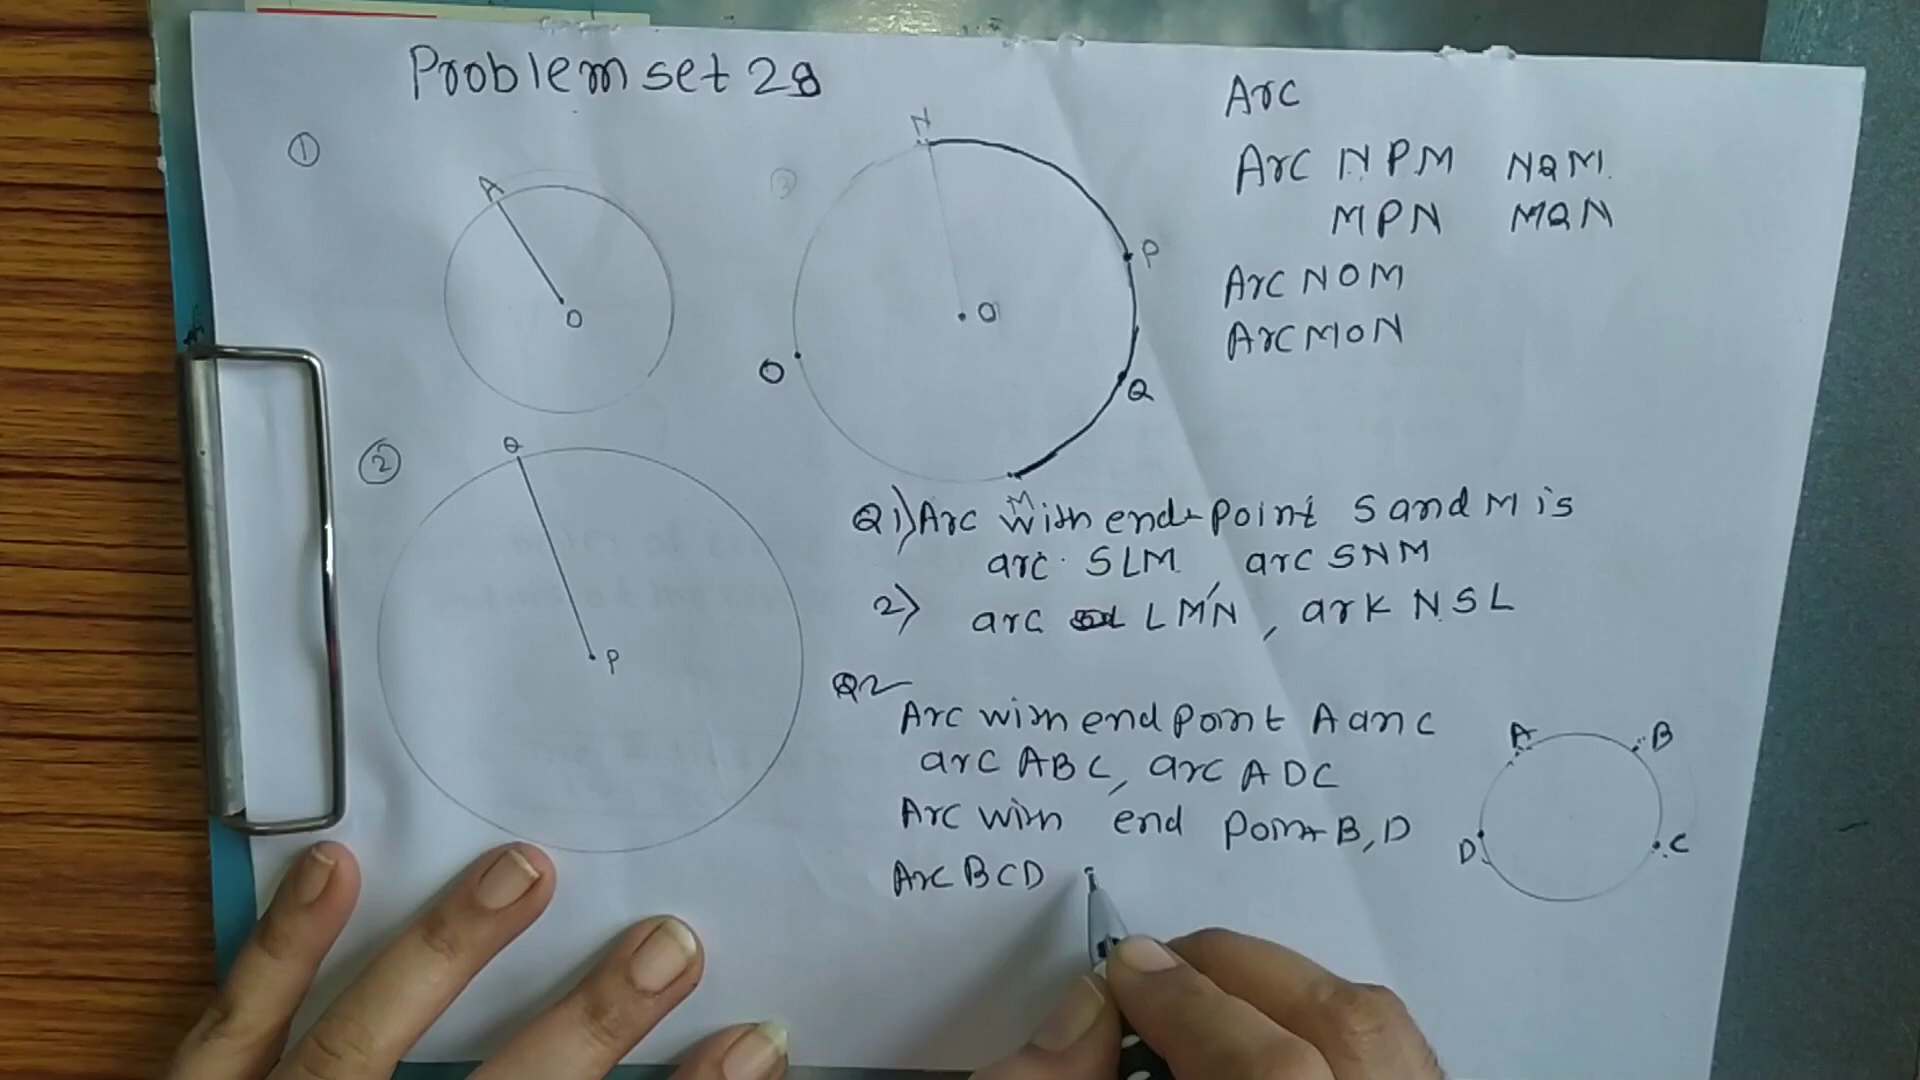 Problem set 28
①
A
O
②
Q
P
③
N
P
O
O
Q
M
Arc
Arc NPM NQM
MPN MQN
Arc NOM
Arc MON
Q1) Arc with end point S and M is
arc SLM, arc SNM
2) arc LMN, ark NSL
Q2
Arc with end point A an C
arc ABC, arc ADC
Arc with end point B, D
Arc BCD
A
B
D
C